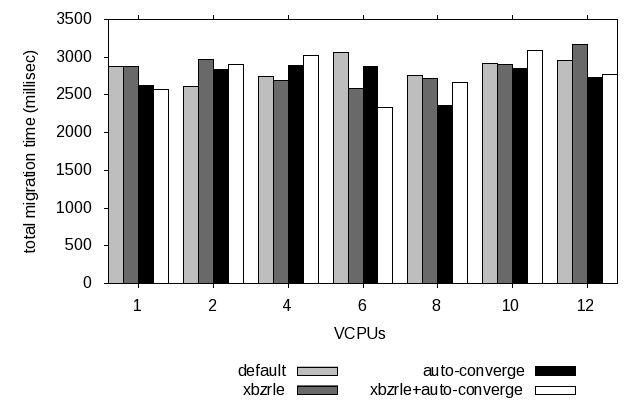 3500
3000
2500
2000
1500
1000
500
0
total migration time (millisec)
1 2 4 6 8 10 12
VCPUs
default auto-converge
xbzrle xbzrle+auto-converge